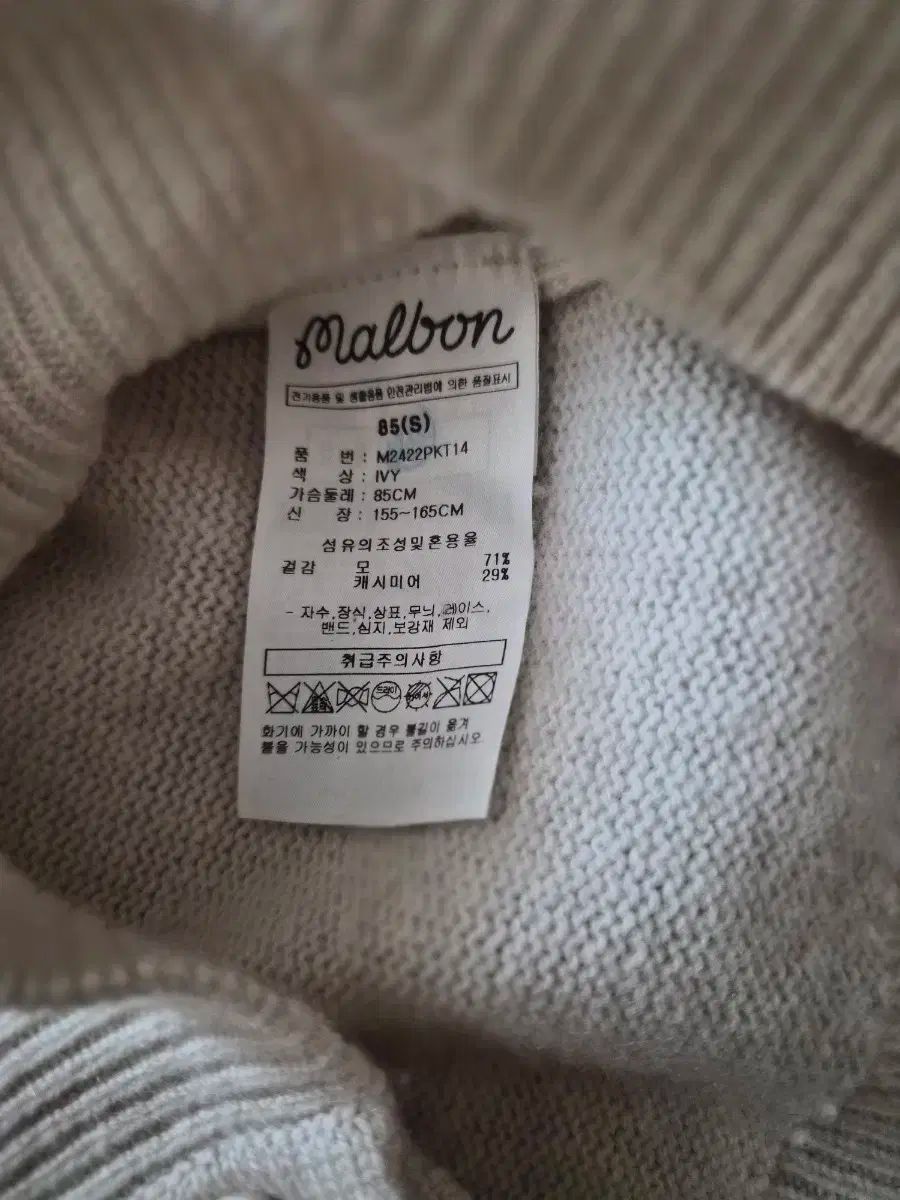 Malbon
전기용품 및 생활용품 안전관리법에 의한 품질표시
85(S)
품 번 : M2422PKT14
색 상 : IVY
가슴둘레 : 85CM
신 장 : 155~165CM
섬유의조성및혼용율
겉감 모 71%
캐시미어 29%
- 자수,장식,상표,무늬,레이스,
밴드,심지,보강재 제외
취급주의사항
드라이
화기에 가까이 할 경우 불길이 옮겨
붙을 가능성이 있으므로 주의하십시오